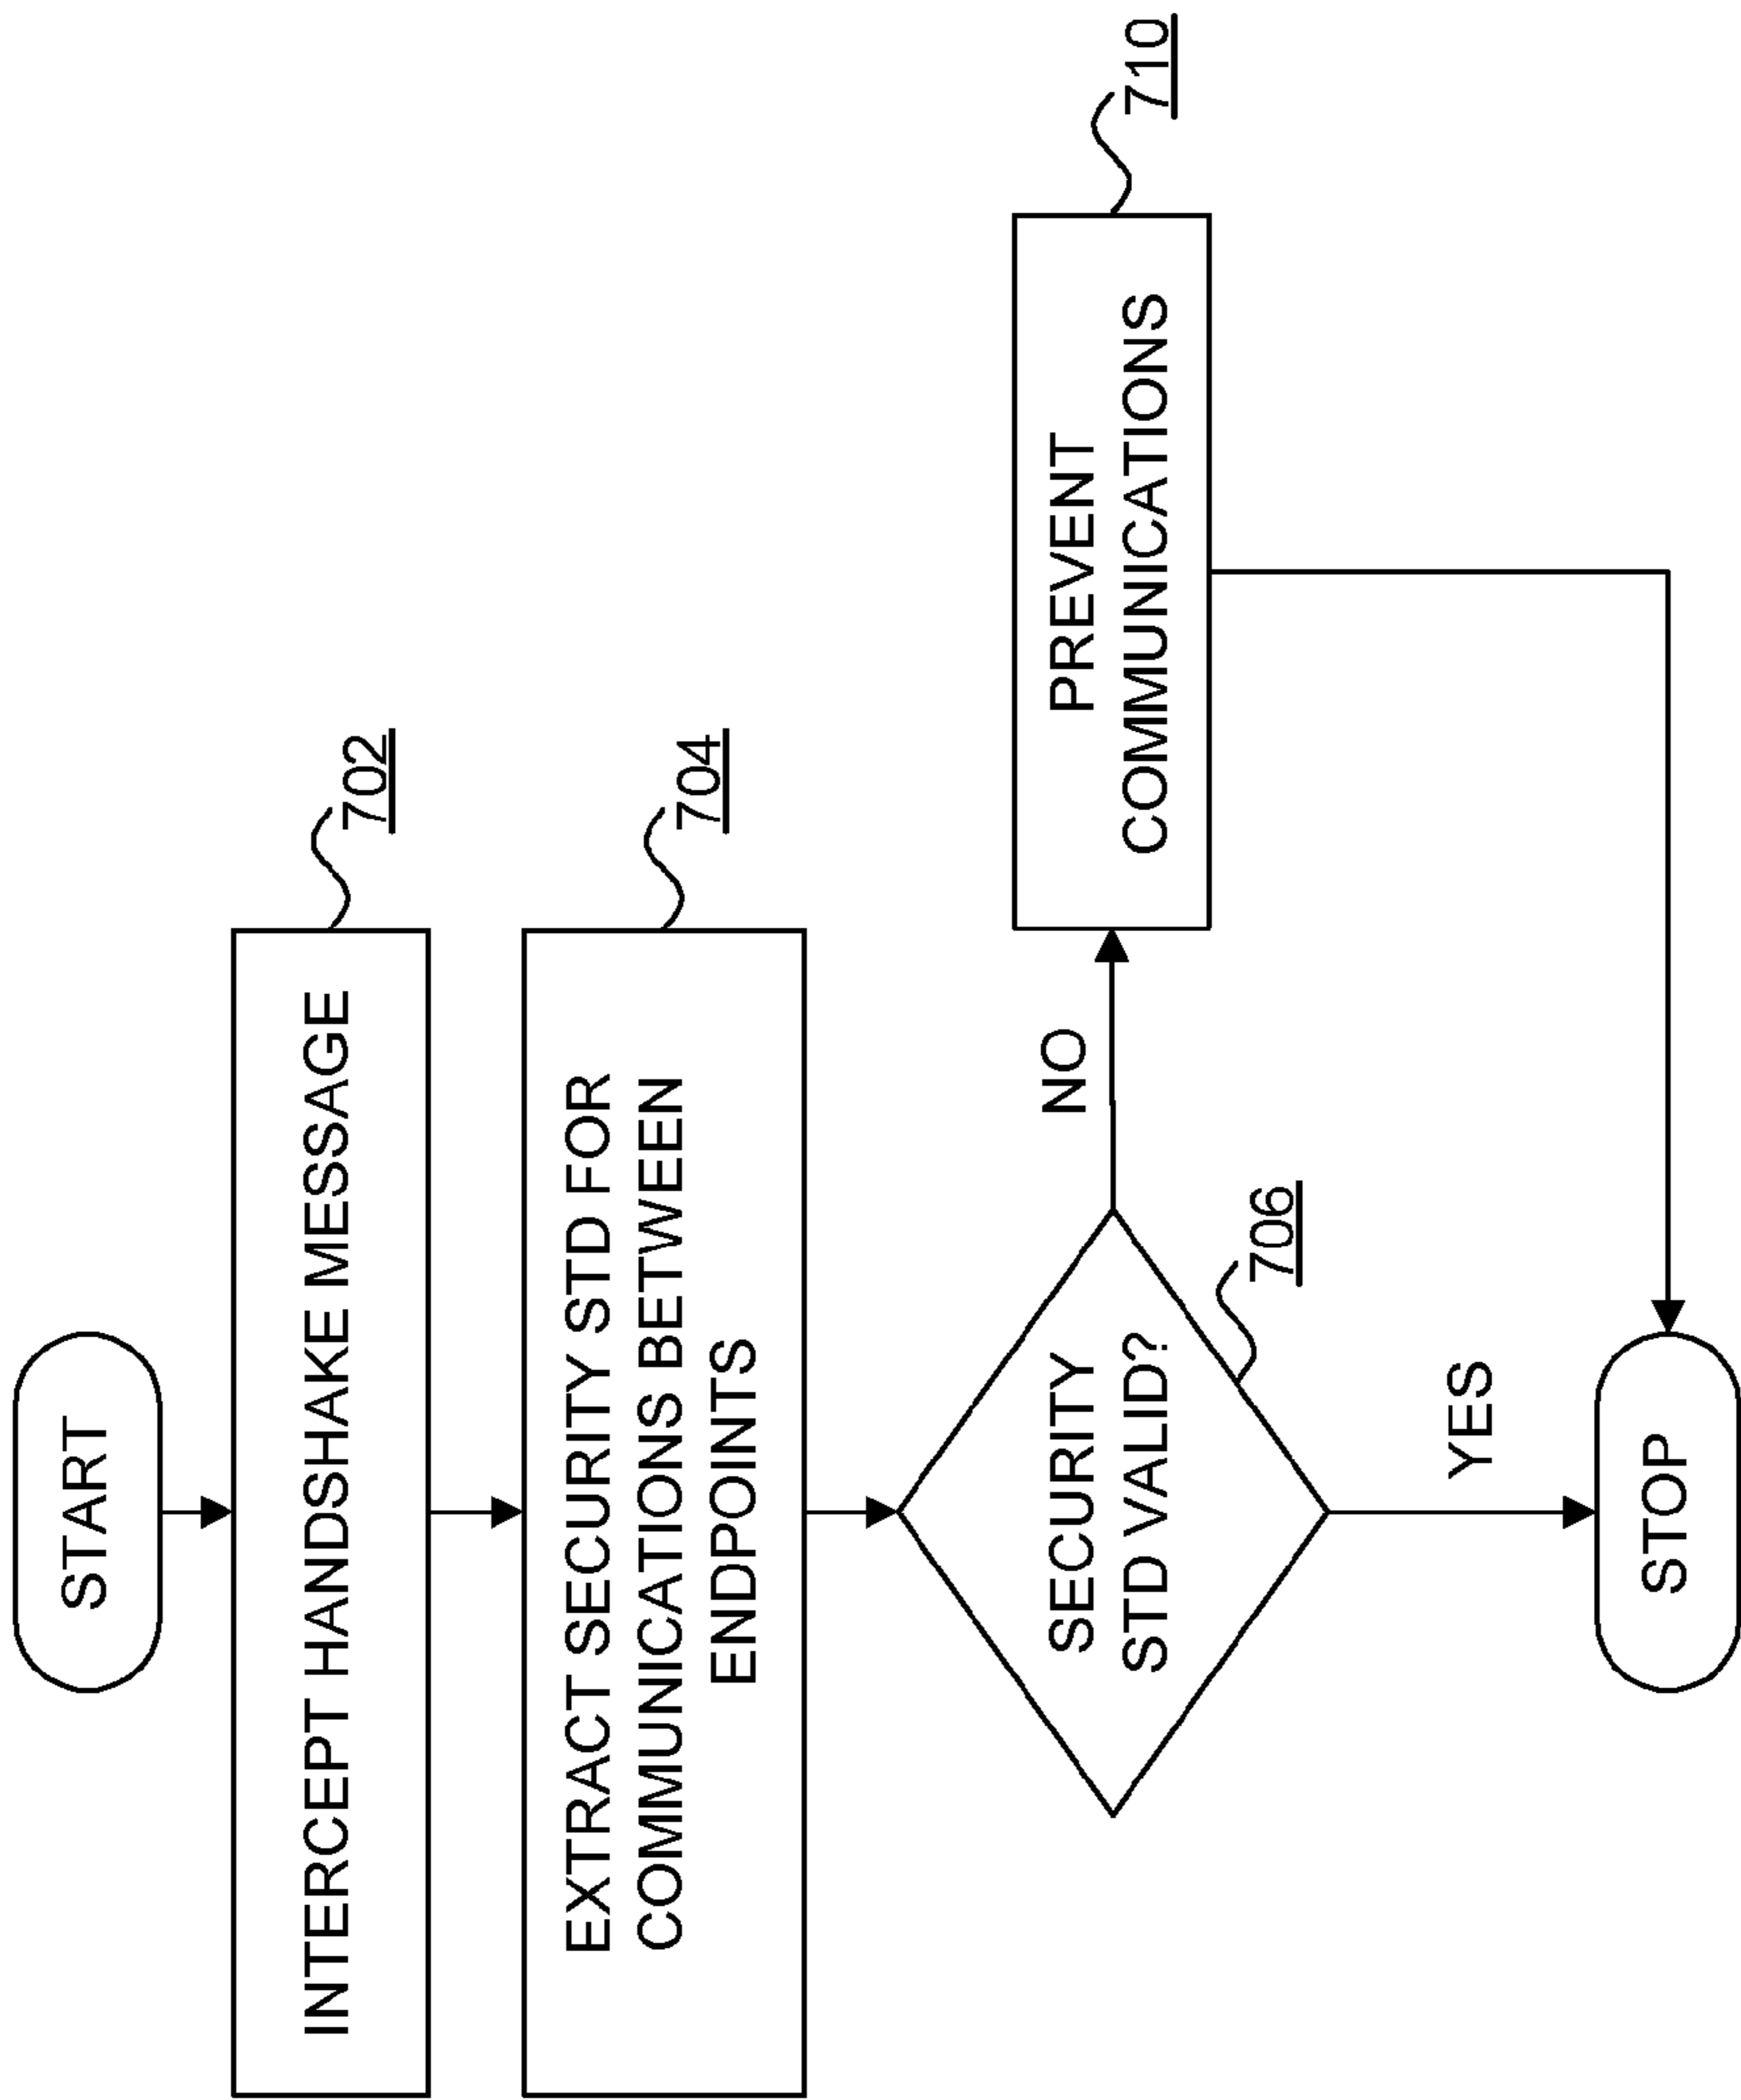 START
INTERCEPT HANDSHAKE MESSAGE
702
EXTRACT SECURITY STD FOR
COMMUNICATIONS BETWEEN
ENDPOINTS
704
SECURITY
STD VALID?
706
NO
PREVENT
COMMUNICATIONS
710
YES
STOP